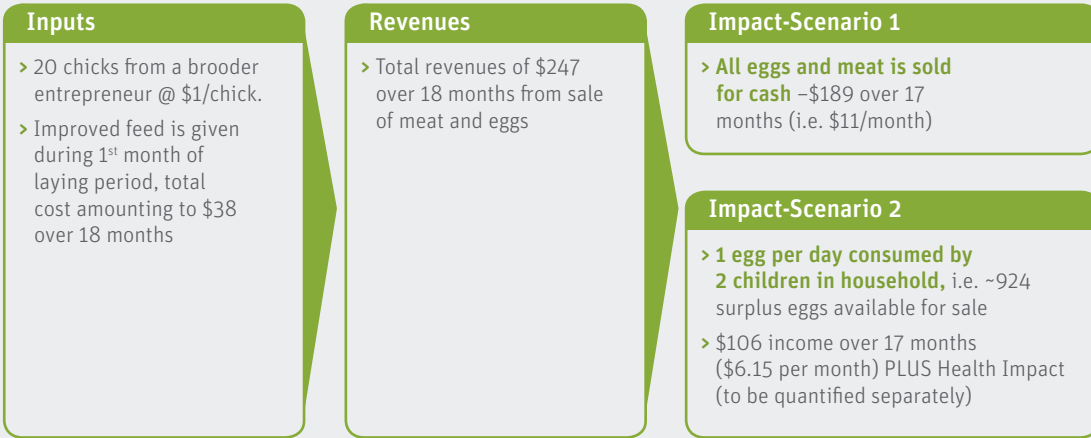 Inputs
> 20 chicks from a brooder
entrepreneur @ $1/chick.
> Improved feed is given
during 1st month of
laying period, total
cost amounting to $38
over 18 months
Revenues
> Total revenues of $247
over 18 months from sale
of meat and eggs
Impact-Scenario 1
> All eggs and meat is sold
for cash –$189 over 17
months (i.e. $11/month)
Impact-Scenario 2
> 1 egg per day consumed by
2 children in household, i.e. ~924
surplus eggs available for sale
> $106 income over 17 months
($6.15 per month) PLUS Health Impact
(to be quantified separately)